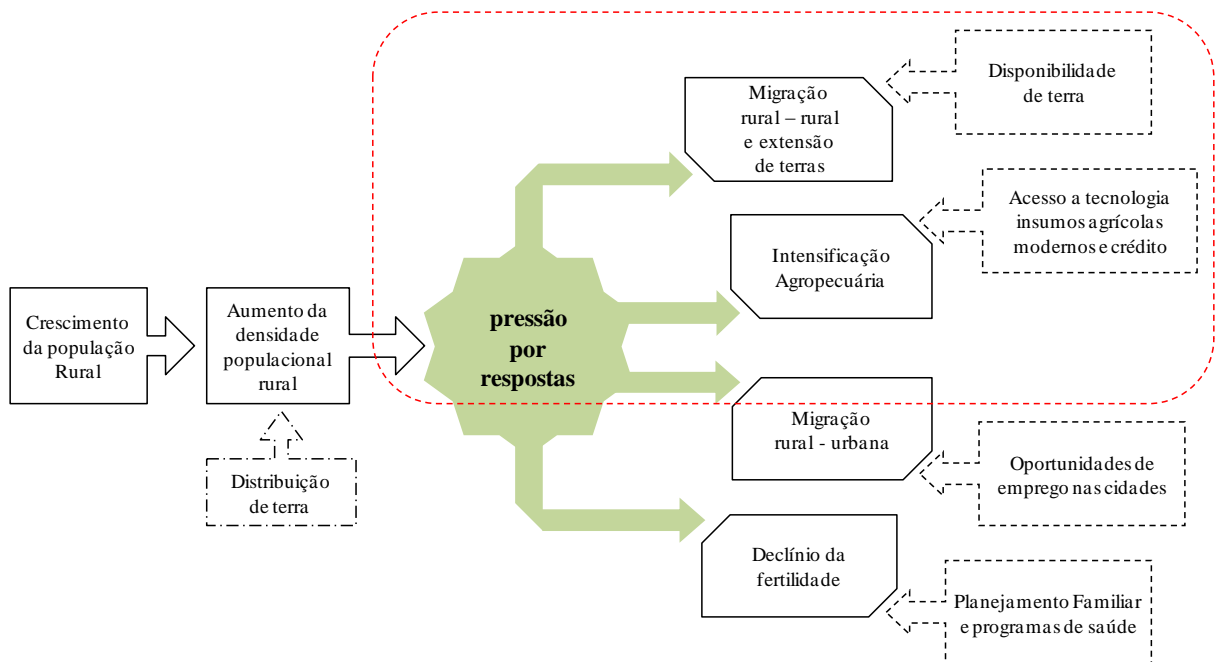 Crescimento
da população
Rural
Aumento da
densidade
populacional
rural
Distribuição
de terra
pressão
por
respostas
Migração
rural – rural
e extensão
de terras
Disponibilidade
de terra
Intensificação
Agropecuária
Acesso a tecnologia
insumos agrícolas
modernos e crédito
Migração
rural - urbana
Oportunidades de
emprego nas cidades
Declínio da
fertilidade
Planejamento Familiar
e programas de saúde